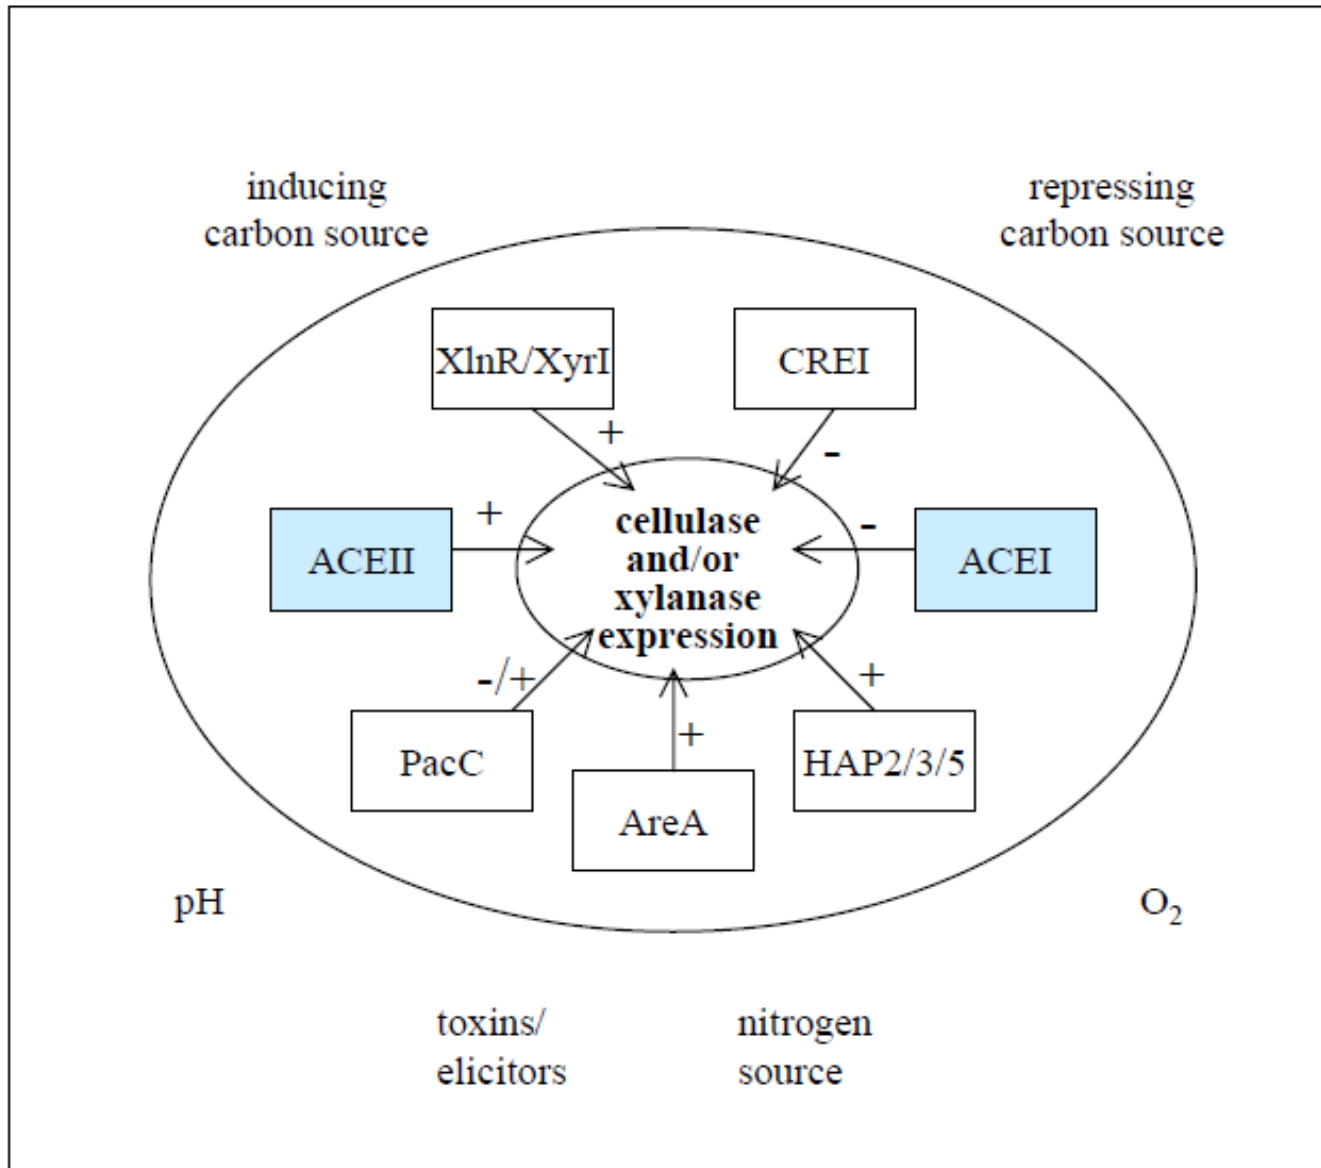 inducing
carbon source
repressing
carbon source
XlnR/XyrI
CREI
+
-
ACEII
+
cellulase
and/or
xylanase
expression
-
ACEI
-/+
+
+
PacC
AreA
HAP2/3/5
pH
O₂
toxins/
elicitors
nitrogen
source